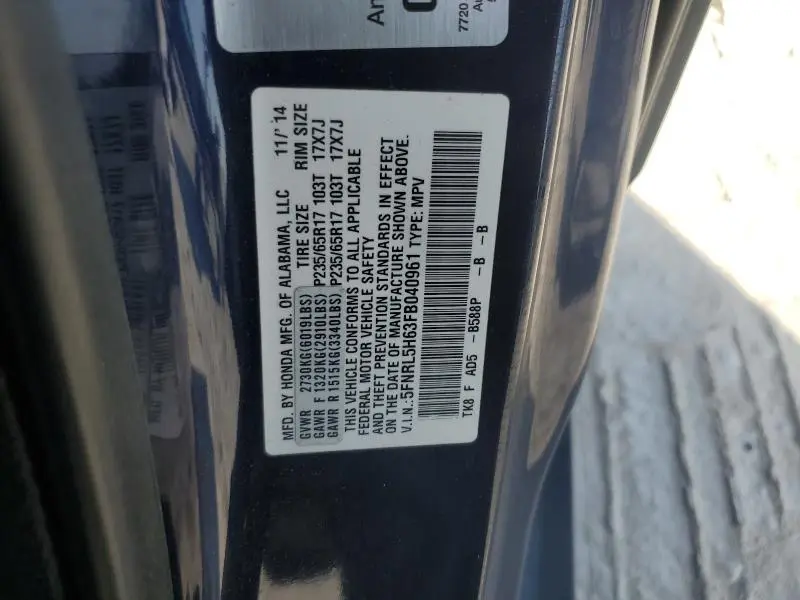 An
7720
Au
MFD. BY HONDA MFG. OF ALABAMA, LLC 11/' 14
TIRE SIZE RIM SIZE
GVWR 2730KG(6019LBS)
GAWR F 1320KG(2910LBS) P235/65R17 103T 17X7J
GAWR R 1515KG(3340LBS) P235/65R17 103T 17X7J
THIS VEHICLE CONFORMS TO ALL APPLICABLE
FEDERAL MOTOR VEHICLE SAFETY
AND THEFT PREVENTION STANDARDS IN EFFECT
ON THE DATE OF MANUFACTURE SHOWN ABOVE.
V.I.N.:5FNRL5H63FB040961 TYPE: MPV
TK8 F AD5 -B588P -B -B